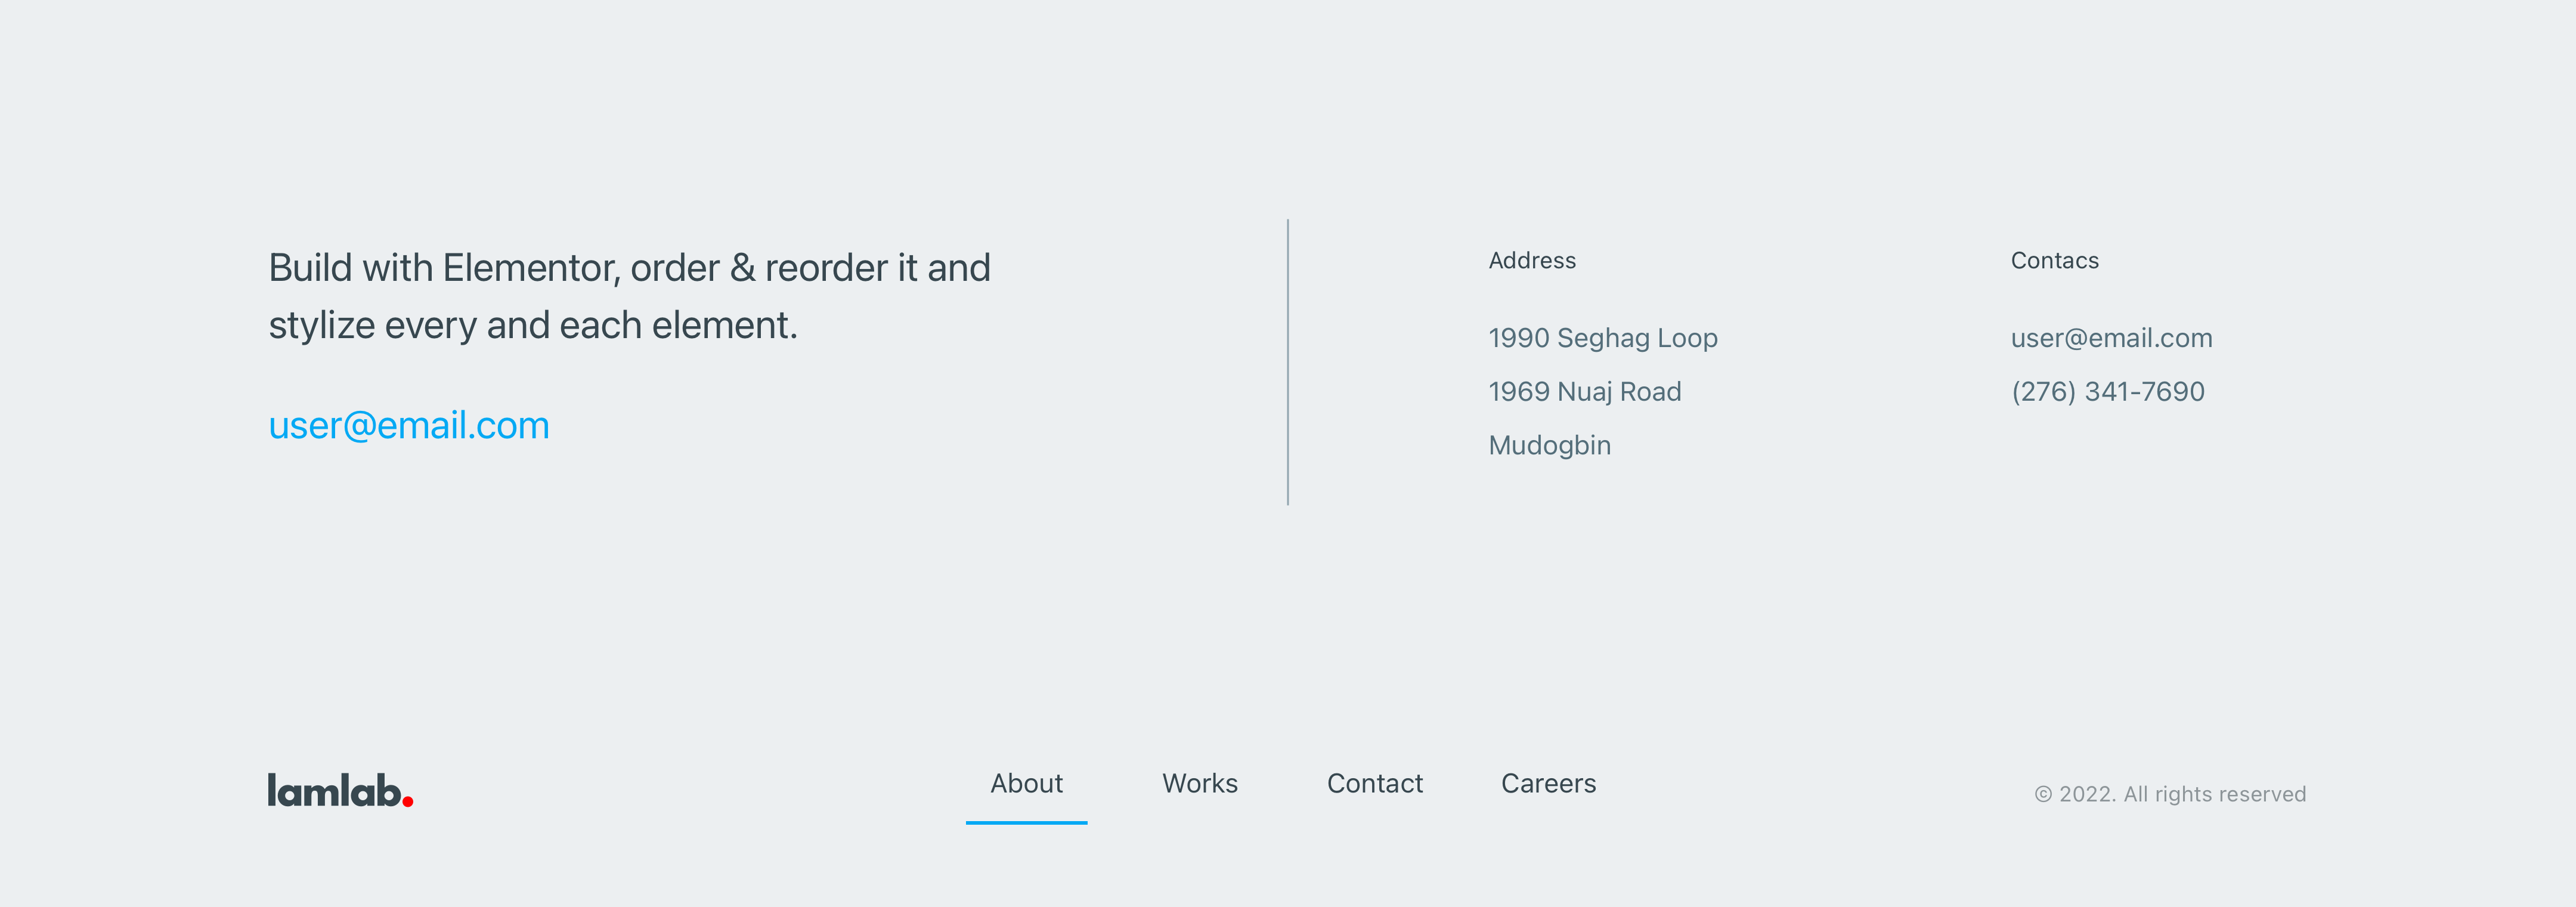 Build with Elementor, order & reorder it and
stylize every and each element.
user@email.com
Address
1990 Seghag Loop
1969 Nuaj Road
Mudogbin
Contacs
user@email.com
(276) 341-7690
lamlab.
About
Works
Contact
Careers
© 2022. All rights reserved